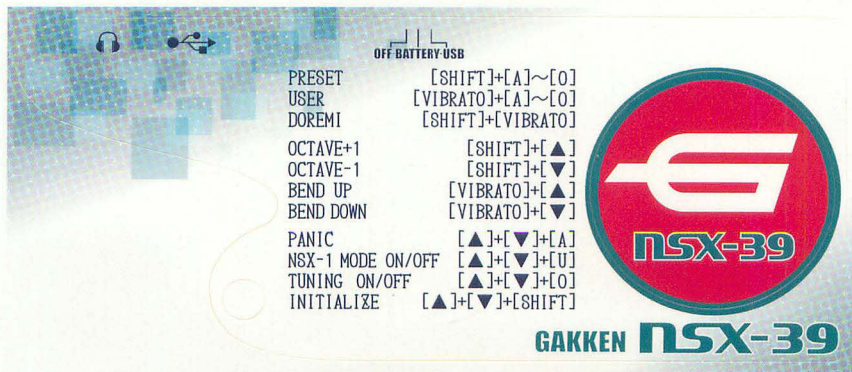 OFF BATTERY USB
PRESET [SHIFT]+[A]~[O]
USER [VIBRATO]+[A]~[O]
DOREMI [SHIFT]+[VIBRATO]
OCTAVE+1 [SHIFT]+[▲]
OCTAVE-1 [SHIFT]+[▼]
BEND UP [VIBRATO]+[▲]
BEND DOWN [VIBRATO]+[▼]
PANIC [▲]+[▼]+[A]
NSX-1 MODE ON/OFF [▲]+[▼]+[U]
TUNING ON/OFF [▲]+[▼]+[O]
INITIALIZE [▲]+[▼]+[SHIFT]
NSX-39
GAKKEN NSX-39